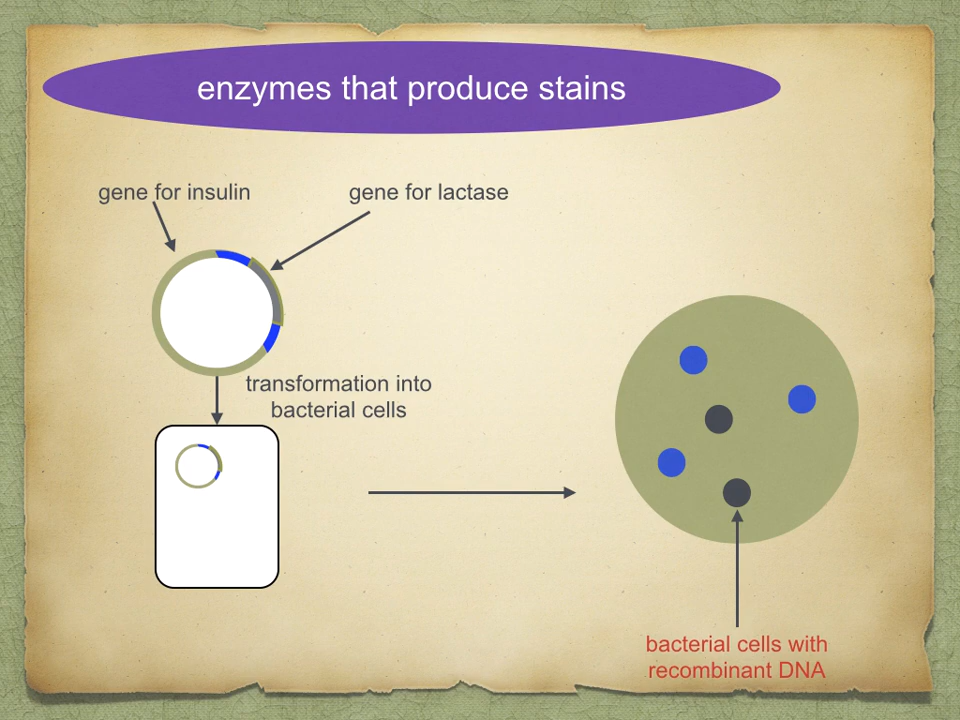 enzymes that produce stains
gene for insulin
gene for lactase
transformation into
bacterial cells
bacterial cells with
recombinant DNA